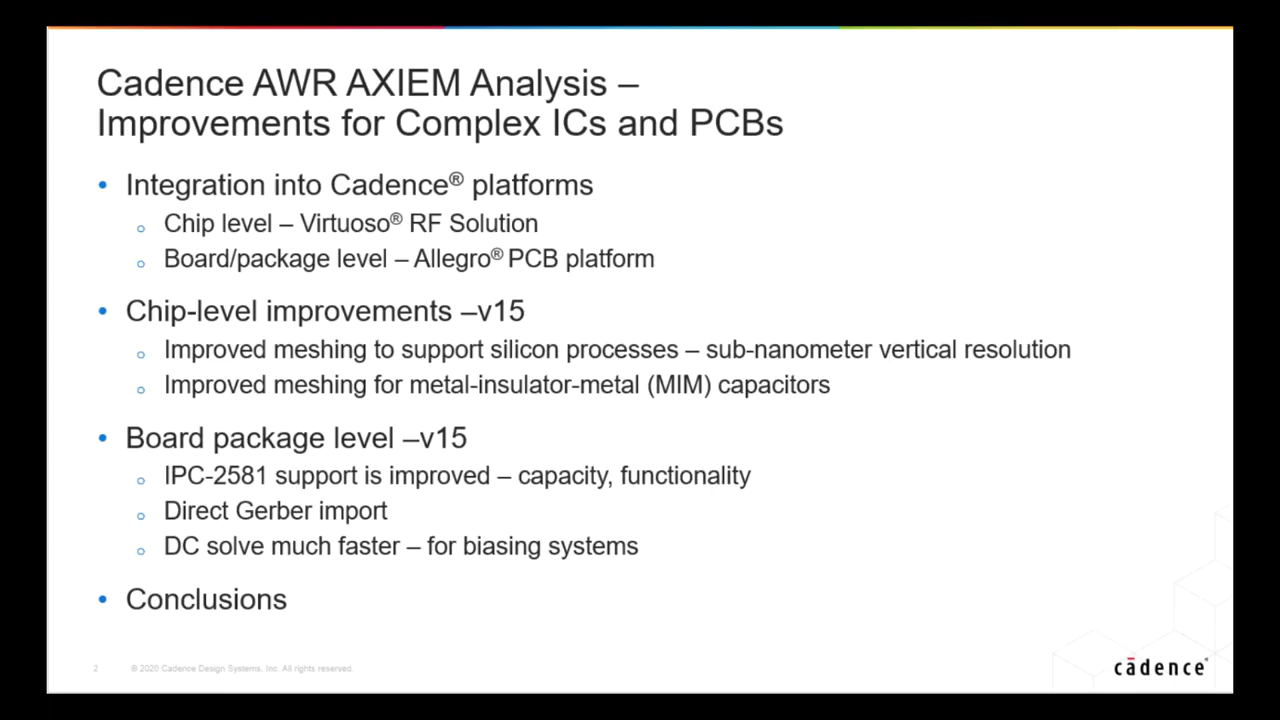 Cadence AWR AXIEM Analysis –
Improvements for Complex ICs and PCBs
• Integration into Cadence® platforms
o Chip level – Virtuoso® RF Solution
o Board/package level – Allegro® PCB platform
• Chip-level improvements –v15
o Improved meshing to support silicon processes – sub-nanometer vertical resolution
o Improved meshing for metal-insulator-metal (MIM) capacitors
• Board package level –v15
o IPC-2581 support is improved – capacity, functionality
o Direct Gerber import
o DC solve much faster – for biasing systems
• Conclusions
2 © 2020 Cadence Design Systems, Inc. All rights reserved.
cādence®